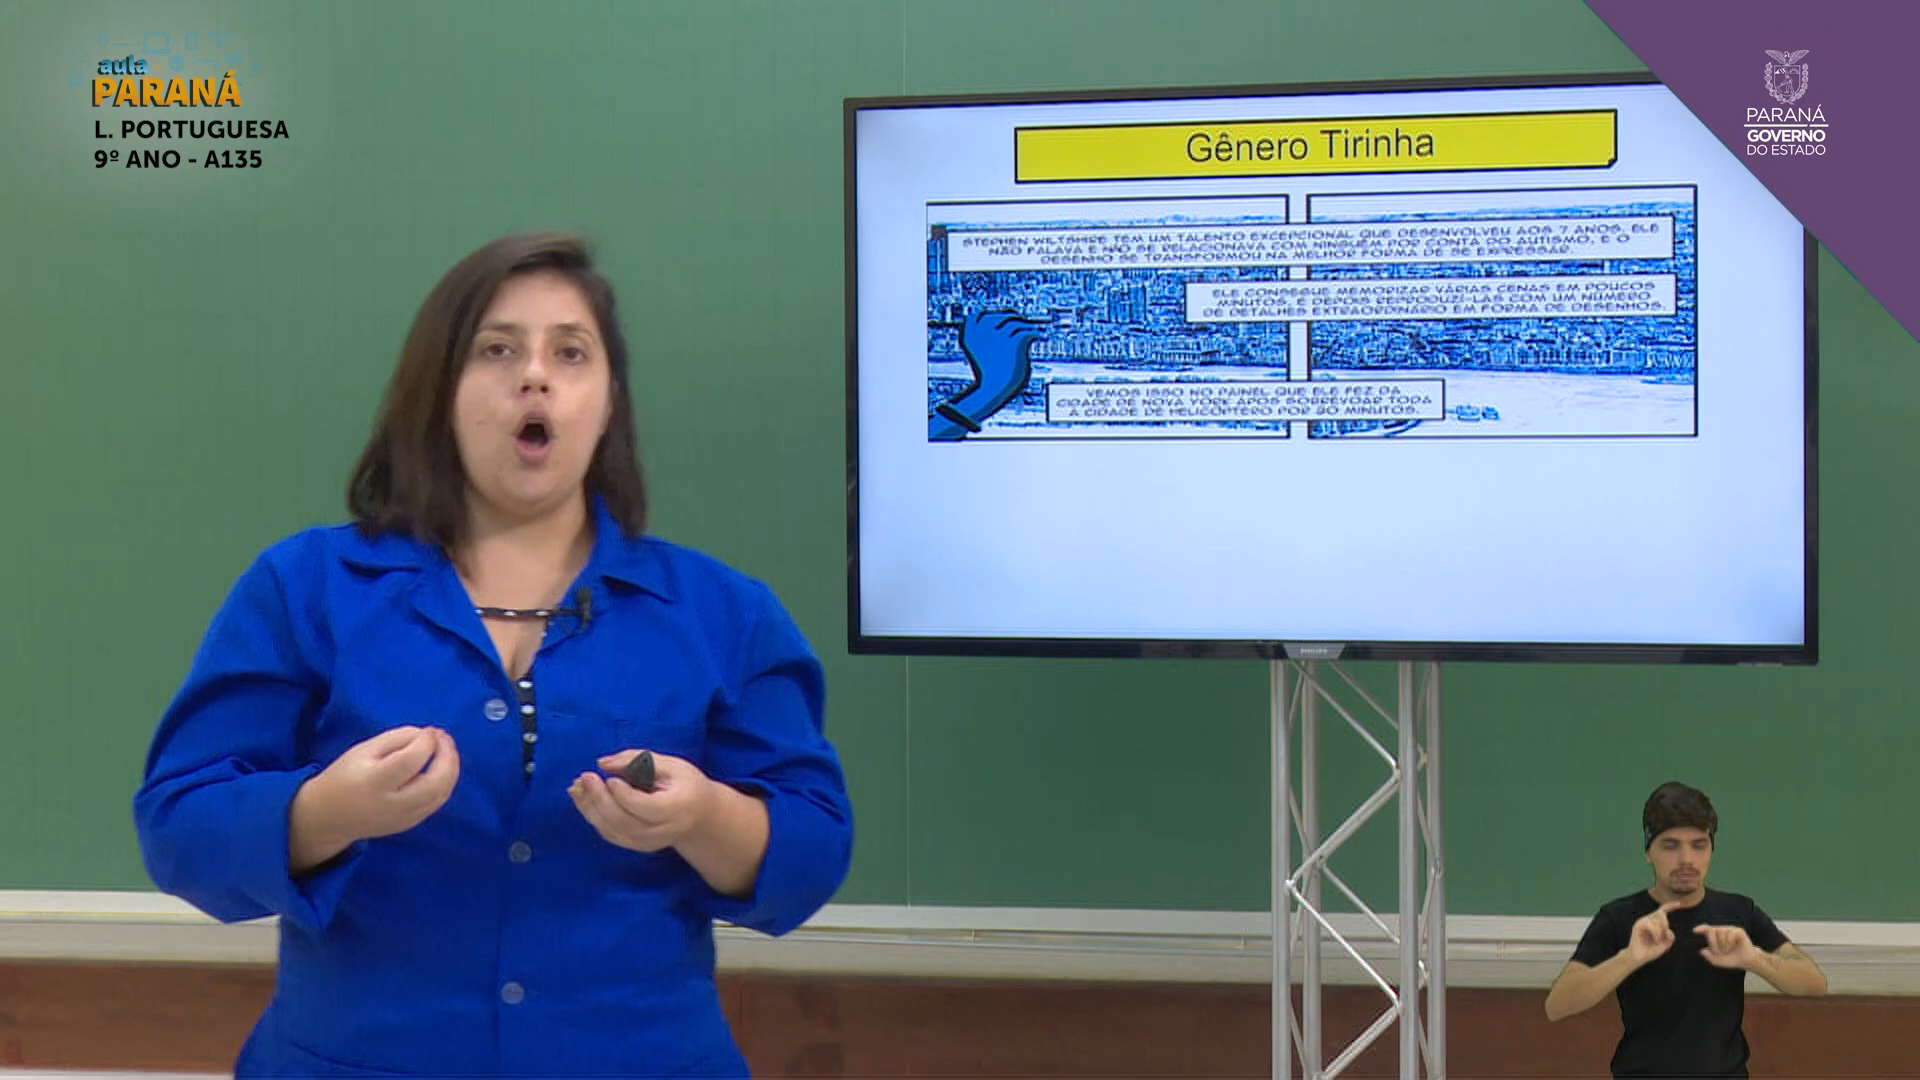 aula
PARANÁ
L. PORTUGUESA
9º ANO - A135
PARANÁ
GOVERNO
DO ESTADO
Gênero Tirinha
STEPHEN WILTSHIRE TEM UM TALENTO EXCEPCIONAL QUE DESENVOLVEU AOS 7 ANOS. ELE
NÃO FALAVA E NÃO SE RELACIONAVA COM NINGUÉM POR CONTA DO AUTISMO, E O
DESENHO SE TRANSFORMOU NA MELHOR FORMA DE SE EXPRESSAR.
ELE CONSEGUE MEMORIZAR VÁRIAS CENAS EM POUCOS
MINUTOS, E DEPOIS REPRODUZÍ-LAS COM UM NÚMERO
DE DETALHES EXTRAORDINÁRIO EM FORMA DE DESENHOS.
VEMOS ISSO NO PAINEL QUE ELE FEZ DA
CIDADE DE NOVA YORK APÓS SOBREVOAR TODA
A CIDADE DE HELICÓPTERO POR 20 MINUTOS.
PHILIPS